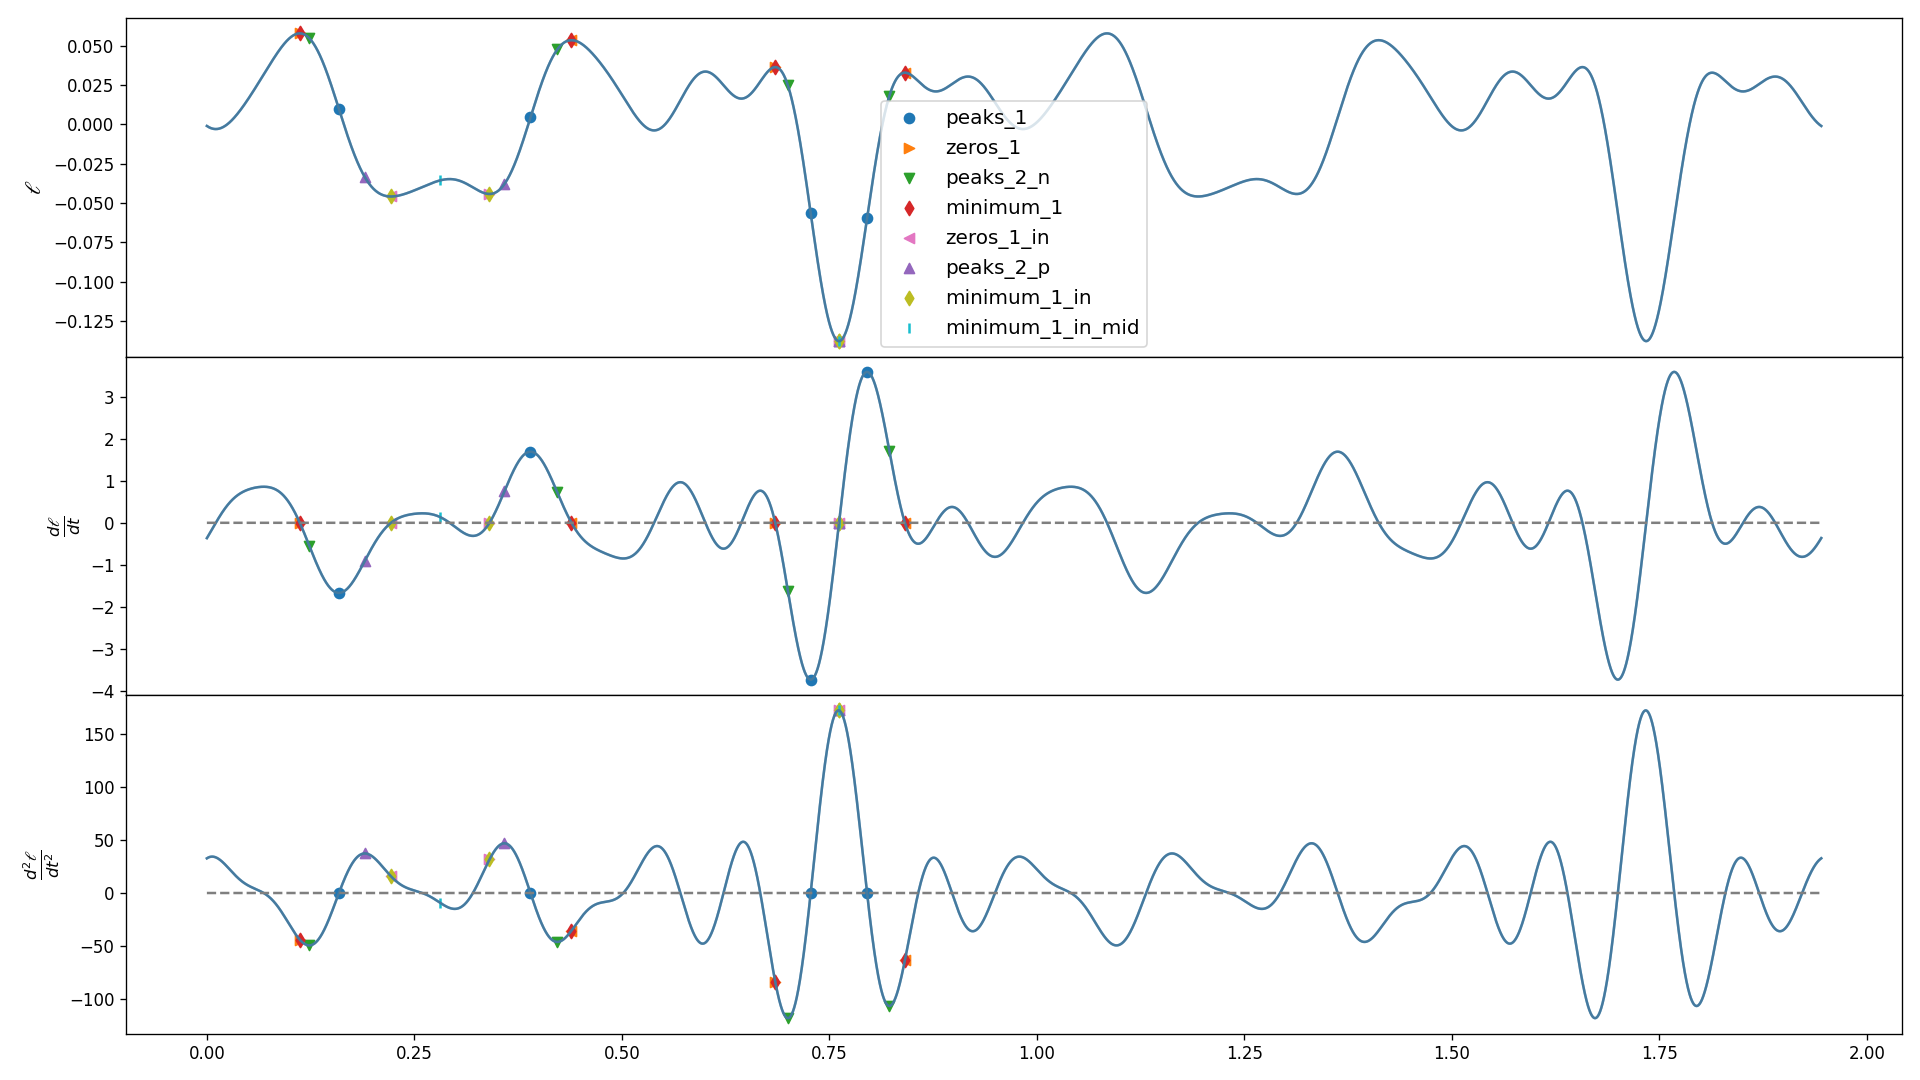 0.050
0.025
0.000
−0.025
−0.050
−0.075
−0.100
−0.125
ℓ
peaks_1
zeros_1
peaks_2_n
minimum_1
zeros_1_in
peaks_2_p
minimum_1_in
minimum_1_in_mid
3
2
1
0
−1
−2
−3
−4
dℓ
dt
150
100
50
0
−50
−100
d²ℓ
dt²
0.00 0.25 0.50 0.75 1.00 1.25 1.50 1.75 2.00